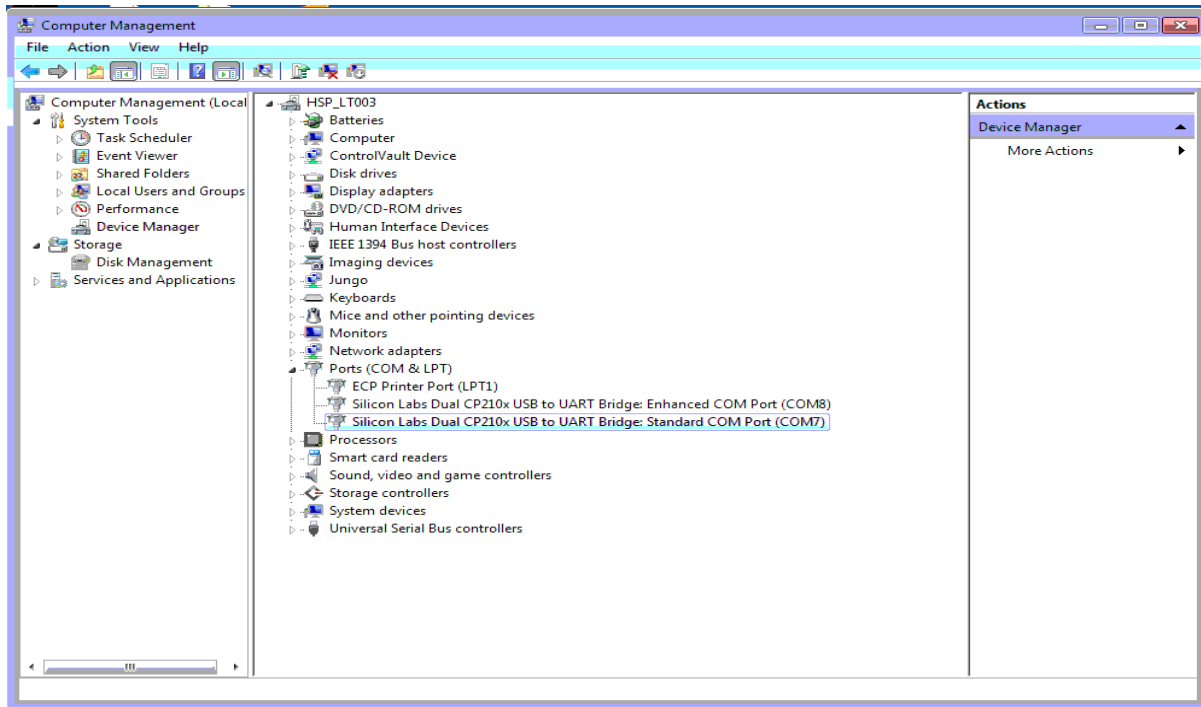 Computer Management
File Action View Help
Computer Management (Local
System Tools
Task Scheduler
Event Viewer
Shared Folders
Local Users and Groups
Performance
Device Manager
Storage
Disk Management
Services and Applications
HSP_LT003
Batteries
Computer
ControlVault Device
Disk drives
Display adapters
DVD/CD-ROM drives
Human Interface Devices
IEEE 1394 Bus host controllers
Imaging devices
Jungo
Keyboards
Mice and other pointing devices
Monitors
Network adapters
Ports (COM & LPT)
ECP Printer Port (LPT1)
Silicon Labs Dual CP210x USB to UART Bridge: Enhanced COM Port (COM8)
Silicon Labs Dual CP210x USB to UART Bridge: Standard COM Port (COM7)
Processors
Smart card readers
Sound, video and game controllers
Storage controllers
System devices
Universal Serial Bus controllers
Actions
Device Manager
More Actions